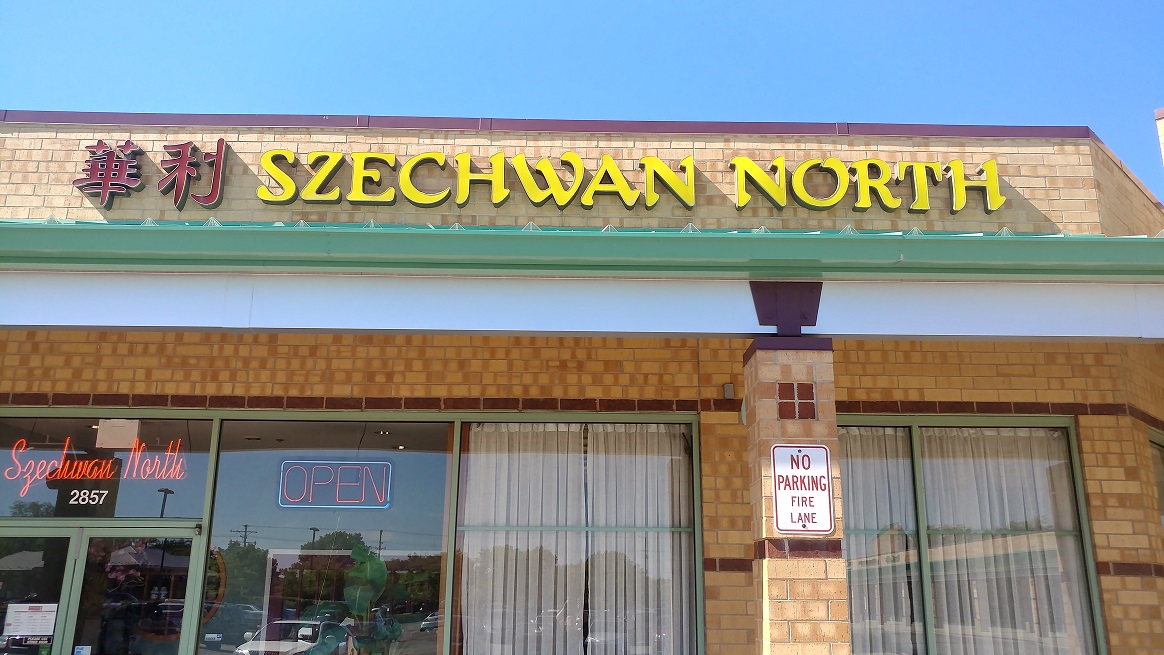 華利 SZECHWAN NORTH
Szechwan North
2857
OPEN
NO
PARKING
FIRE
LANE